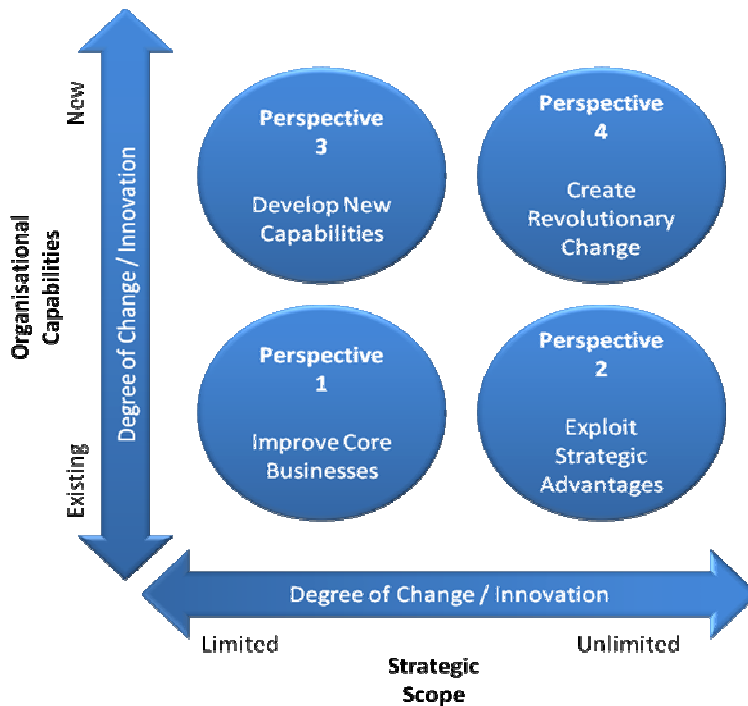 New
Organisational
Capabilities
Degree of Change / Innovation
Existing
Perspective
3
Develop New
Capabilities
Perspective
4
Create
Revolutionary
Change
Perspective
1
Improve Core
Businesses
Perspective
2
Exploit
Strategic
Advantages
Degree of Change / Innovation
Limited
Unlimited
Strategic
Scope